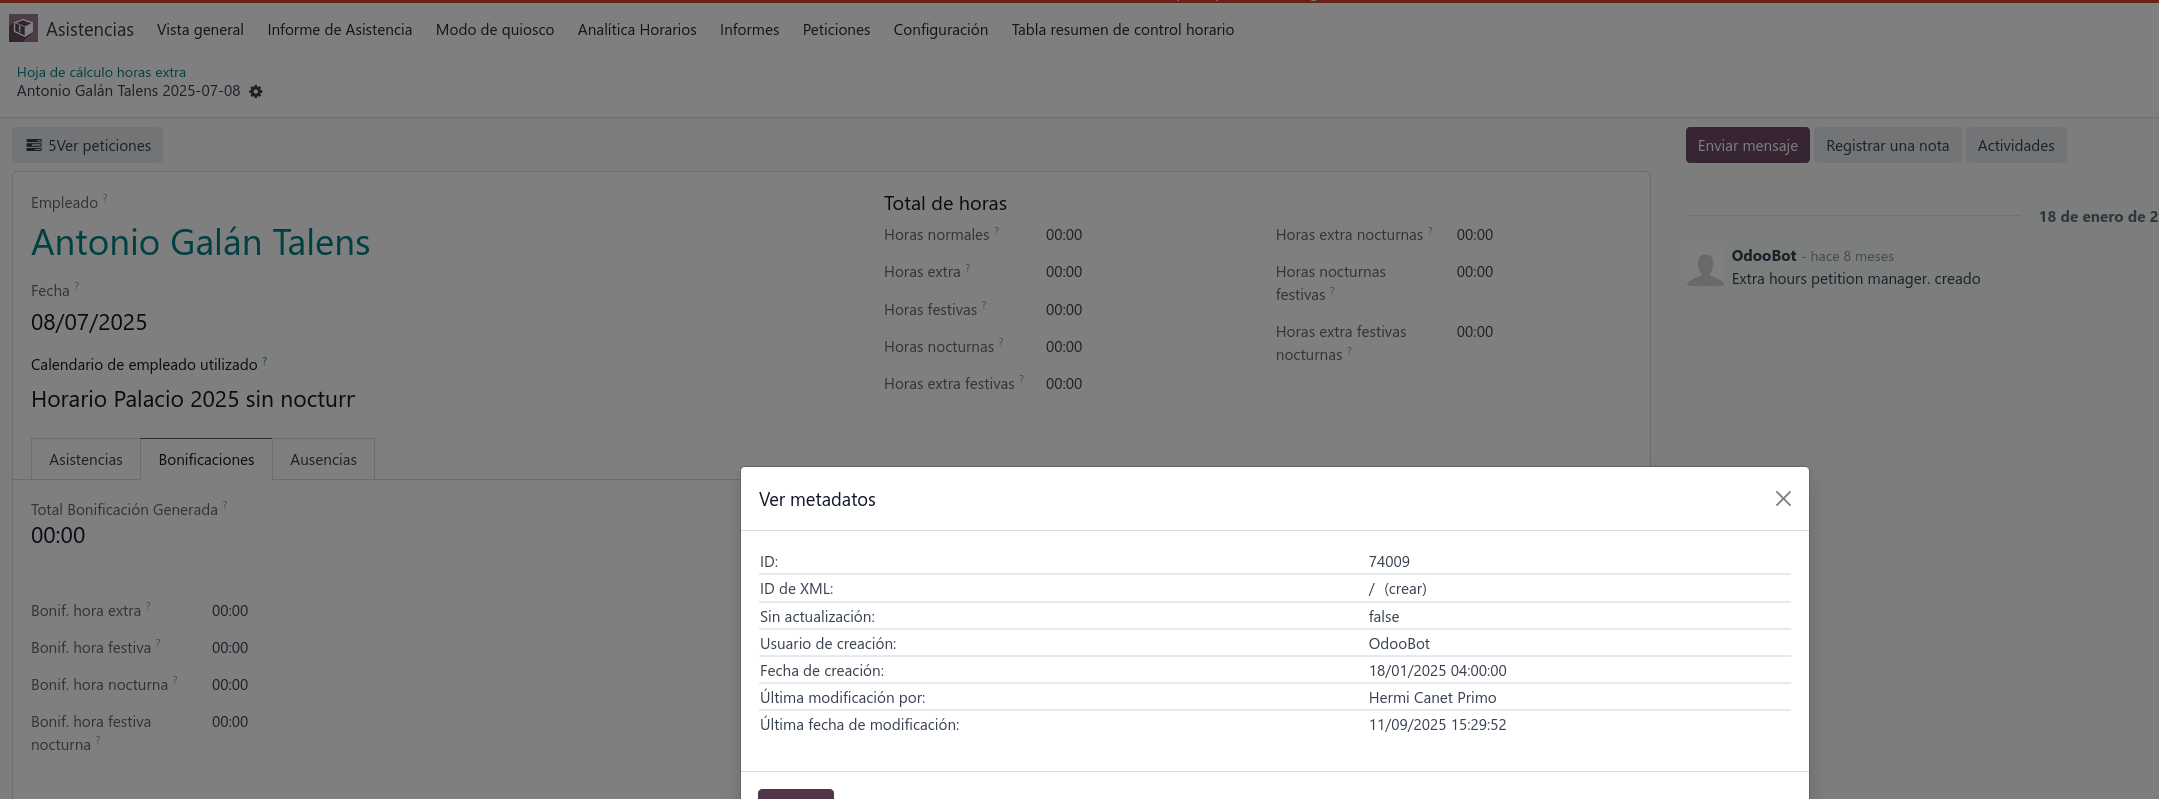 Asistencias Vista general Informe de Asistencia Modo de quiosco Analítica Horarios Informes Peticiones Configuración Tabla resumen de control horario
Hoja de cálculo horas extra
Antonio Galán Talens 2025-07-08
5Ver peticiones
Enviar mensaje Registrar una nota Actividades
Empleado ?
Antonio Galán Talens
Fecha ?
08/07/2025
Calendario de empleado utilizado ?
Horario Palacio 2025 sin nocturr
Total de horas
Horas normales ? 00:00
Horas extra ? 00:00
Horas festivas ? 00:00
Horas nocturnas ? 00:00
Horas extra festivas ? 00:00
Horas extra nocturnas ? 00:00
Horas nocturnas 00:00
festivas ?
Horas extra festivas 00:00
nocturnas ?
18 de enero de 2
OdooBot - hace 8 meses
Extra hours petition manager. creado
Asistencias Bonificaciones Ausencias
Total Bonificación Generada ?
00:00
Bonif. hora extra ? 00:00
Bonif. hora festiva ? 00:00
Bonif. hora nocturna ? 00:00
Bonif. hora festiva 00:00
nocturna ?
Ver metadatos
ID: 74009
ID de XML: / (crear)
Sin actualización: false
Usuario de creación: OdooBot
Fecha de creación: 18/01/2025 04:00:00
Última modificación por: Hermi Canet Primo
Última fecha de modificación: 11/09/2025 15:29:52